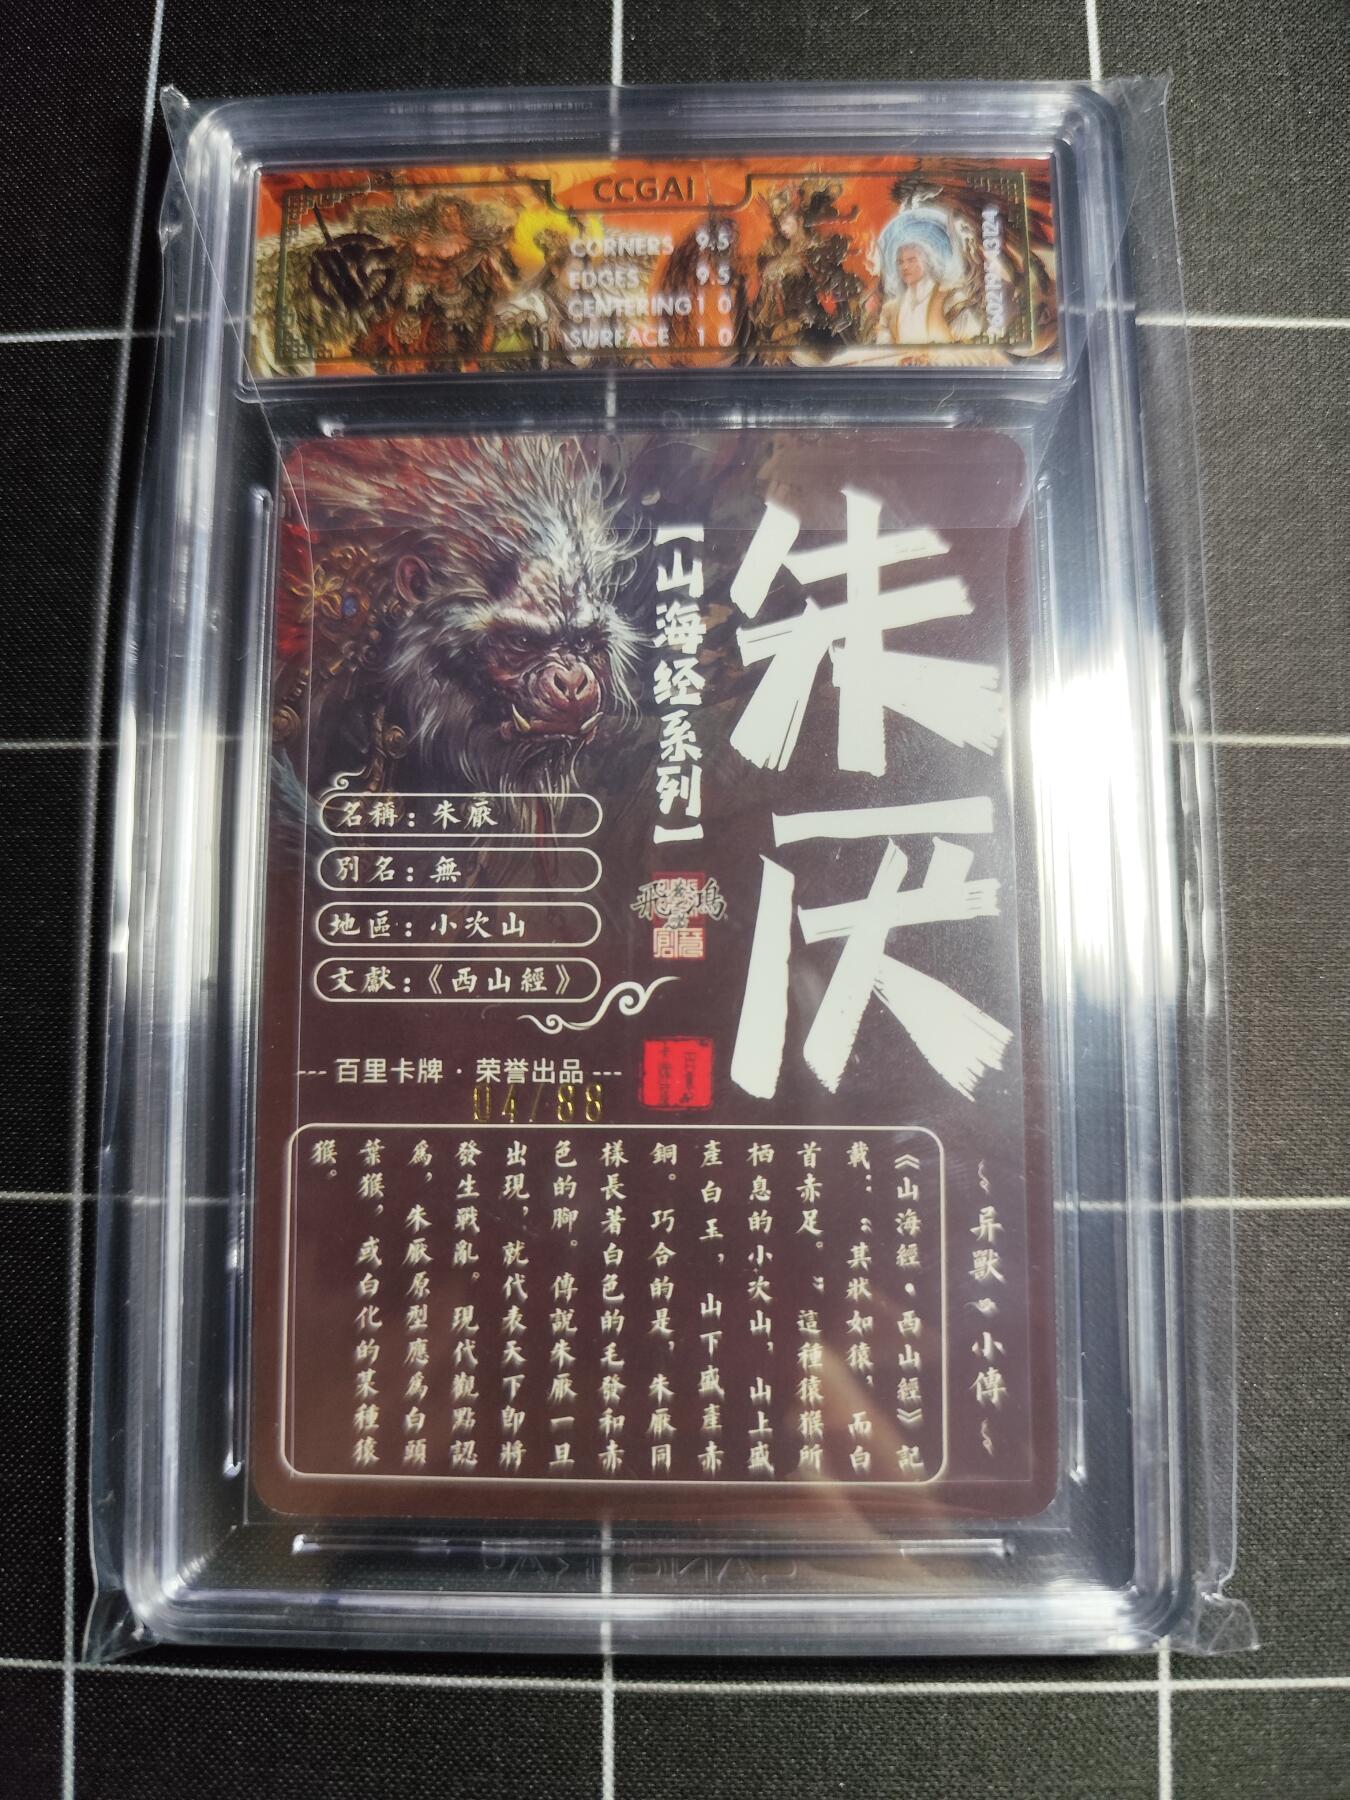 CCGAI
CORNERS 9.5
EDGES 9.5
CENTERING 10
SURFACE 10
朱厌
【山海经系列】
飛鴻
名稱:朱厭
別名:無
地區:小次山
文獻:《西山經》
--- 百里卡牌·荣誉出品 ---
04/88
异獸小傳
《山海經·西山經》記
載:“其狀如猿,而白
首赤足。”這種猿猴所
栖息的小次山,山上盛
產白玉,山下盛產赤
銅。巧合的是,朱厭同
樣長著白色的毛發和赤
色的腳。傳說朱厭一旦
出現,就代表天下即將
發生戰亂。現代觀點認
為,朱厭原型應為白頭
葉猴,或白化的某種猿
猴。